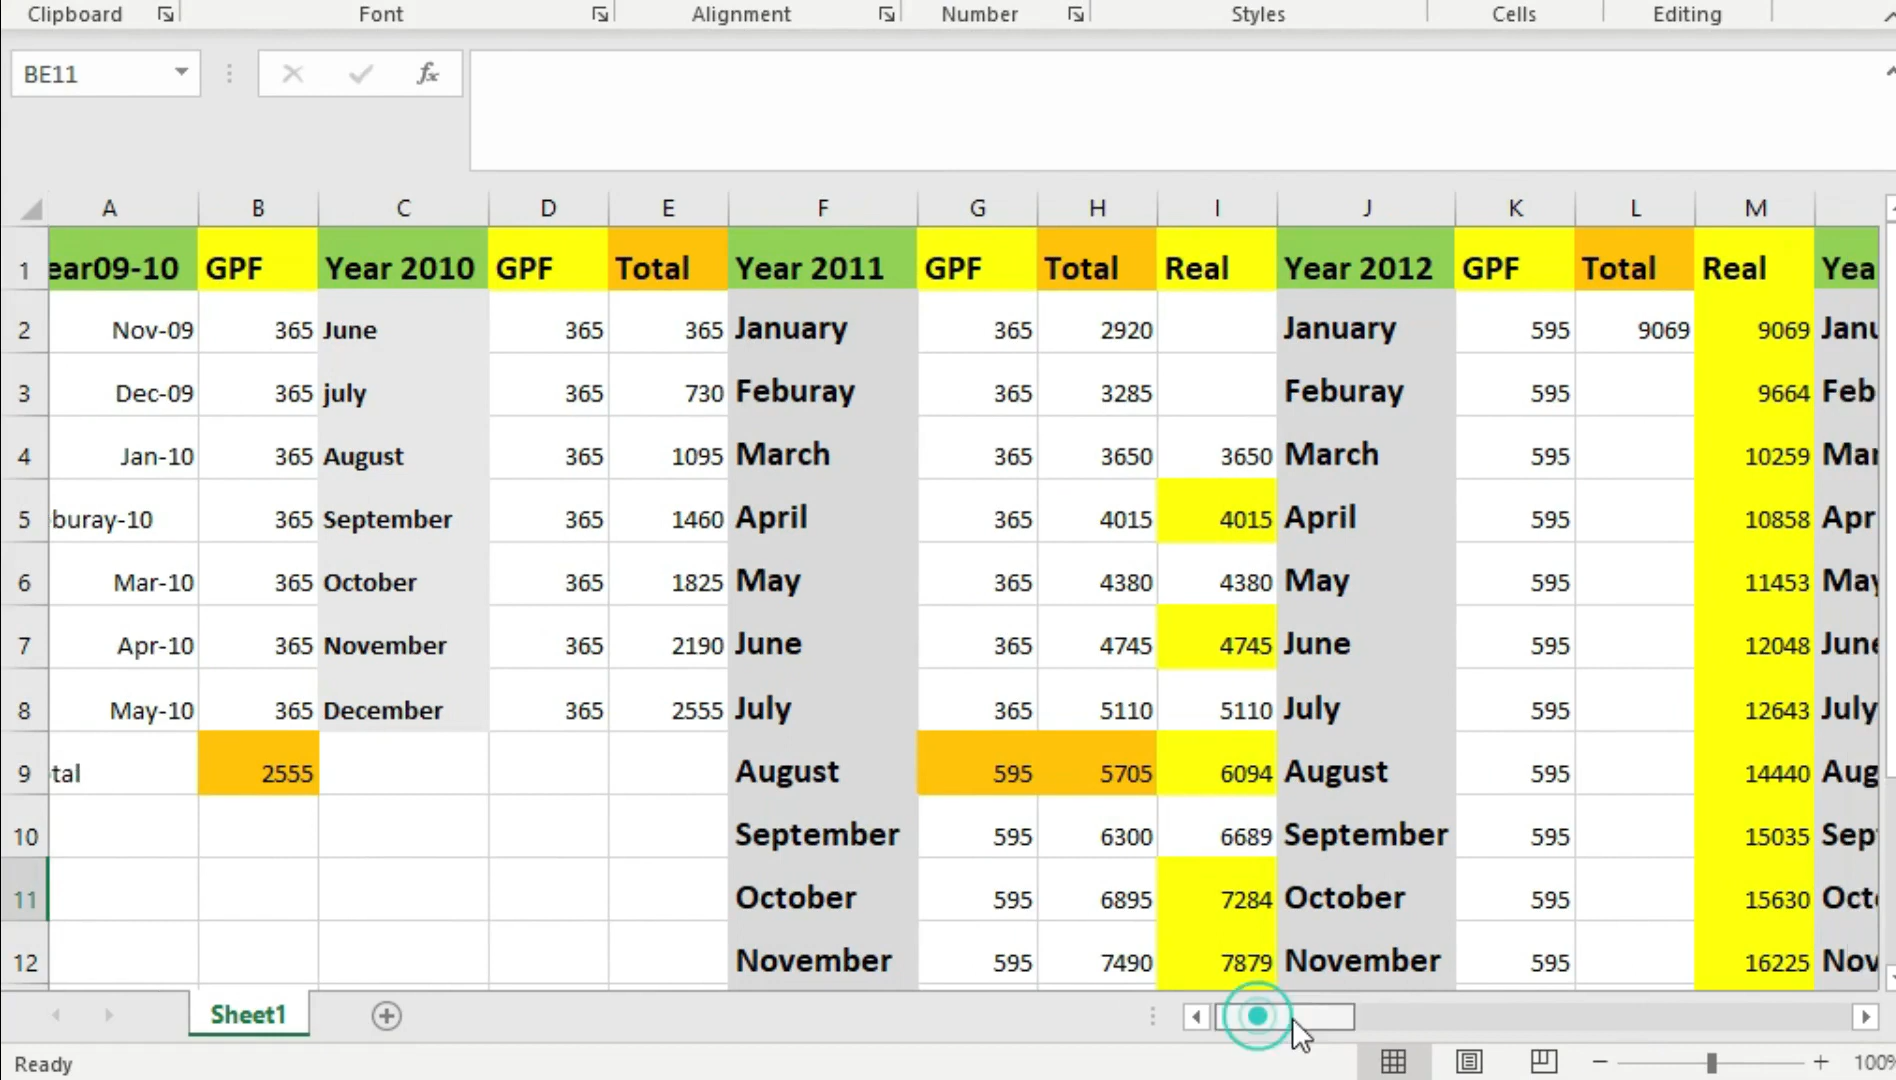 Clipboard Font Alignment Number Styles Cells Editing
BE11 fx
A B C D E F G H I J K L M
1 ear09-10 GPF Year 2010 GPF Total Year 2011 GPF Total Real Year 2012 GPF Total Real Yea
2 Nov-09 365 June 365 365 January 365 2920 January 595 9069 9069 Janu
3 Dec-09 365 july 365 730 Feburay 365 3285 Feburay 595 9664 Feb
4 Jan-10 365 August 365 1095 March 365 3650 3650 March 595 10259 Mar
5 buray-10 365 September 365 1460 April 365 4015 4015 April 595 10858 Apr
6 Mar-10 365 October 365 1825 May 365 4380 4380 May 595 11453 May
7 Apr-10 365 November 365 2190 June 365 4745 4745 June 595 12048 June
8 May-10 365 December 365 2555 July 365 5110 5110 July 595 12643 July
9 tal 2555 August 595 5705 6094 August 595 14440 Aug
10 September 595 6300 6689 September 595 15035 Sep
11 October 595 6895 7284 October 595 15630 Oct
12 November 595 7490 7879 November 595 16225 Nov
Sheet1
Ready 100%